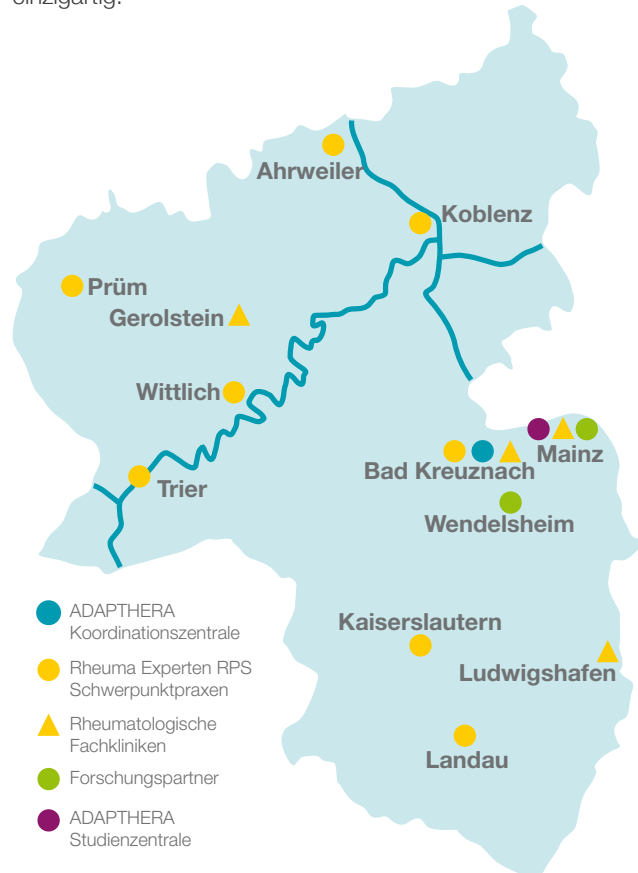 einzigartig.
Ahrweiler
Koblenz
Prüm
Gerolstein
Wittlich
Mainz
Bad Kreuznach
Trier
Wendelsheim
Kaiserslautern
Ludwigshafen
Landau
ADAPTHERA
Koordinationszentrale
Rheuma Experten RPS
Schwerpunktpraxen
Rheumatologische
Fachkliniken
Forschungspartner
ADAPTHERA
Studienzentrale